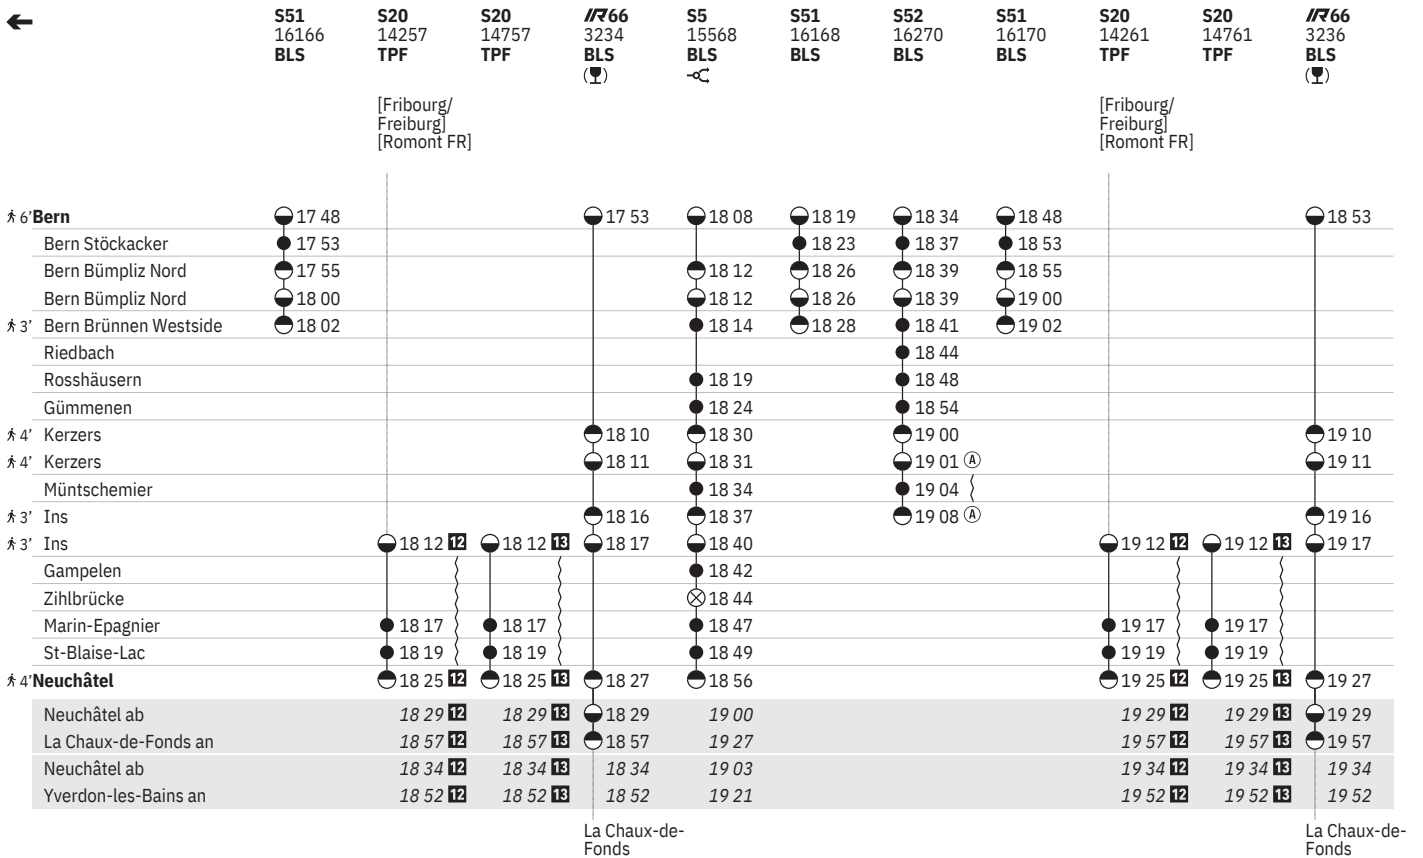 S51 S20 S20 IR66 S5 S51 S52 S51 S20 S20 IR66
16166 14257 14757 3234 15568 16168 16270 16170 14261 14761 3236
BLS TPF TPF BLS BLS BLS BLS BLS TPF TPF BLS
[Fribourg/ [Fribourg/
Freiburg] Freiburg]
[Romont FR] [Romont FR]
6' Bern 17 48 17 53 18 08 18 19 18 34 18 48 18 53
Bern Stöckacker 17 53 18 23 18 37 18 53
Bern Bümpliz Nord 17 55 18 12 18 26 18 39 18 55
Bern Bümpliz Nord 18 00 18 12 18 26 18 39 19 00
3' Bern Brünnen Westside 18 02 18 14 18 28 18 41 19 02
Riedbach 18 44
Rosshäusern 18 19 18 48
Gümmenen 18 24 18 54
4' Kerzers 18 10 18 30 19 00 19 10
4' Kerzers 18 11 18 31 19 01 Ⓐ 19 11
Müntschemier 18 34 19 04
3' Ins 18 16 18 37 19 08 Ⓐ 19 16
3' Ins 18 12 12 18 12 13 18 17 18 40 19 12 12 19 12 13 19 17
Gampelen 18 42
Zihlbrücke 18 44
Marin-Epagnier 18 17 18 17 18 47 19 17 19 17
St-Blaise-Lac 18 19 18 19 18 49 19 19 19 19
4' Neuchâtel 18 25 12 18 25 13 18 27 18 56 19 25 12 19 25 13 19 27
Neuchâtel ab 18 29 12 18 29 13 18 29 19 00 19 29 12 19 29 13 19 29
La Chaux-de-Fonds an 18 57 12 18 57 13 18 57 19 27 19 57 12 19 57 13 19 57
Neuchâtel ab 18 34 12 18 34 13 18 34 19 03 19 34 12 19 34 13 19 34
Yverdon-les-Bains an 18 52 12 18 52 13 18 52 19 21 19 52 12 19 52 13 19 52
La Chaux-de- La Chaux-de-
Fonds Fonds